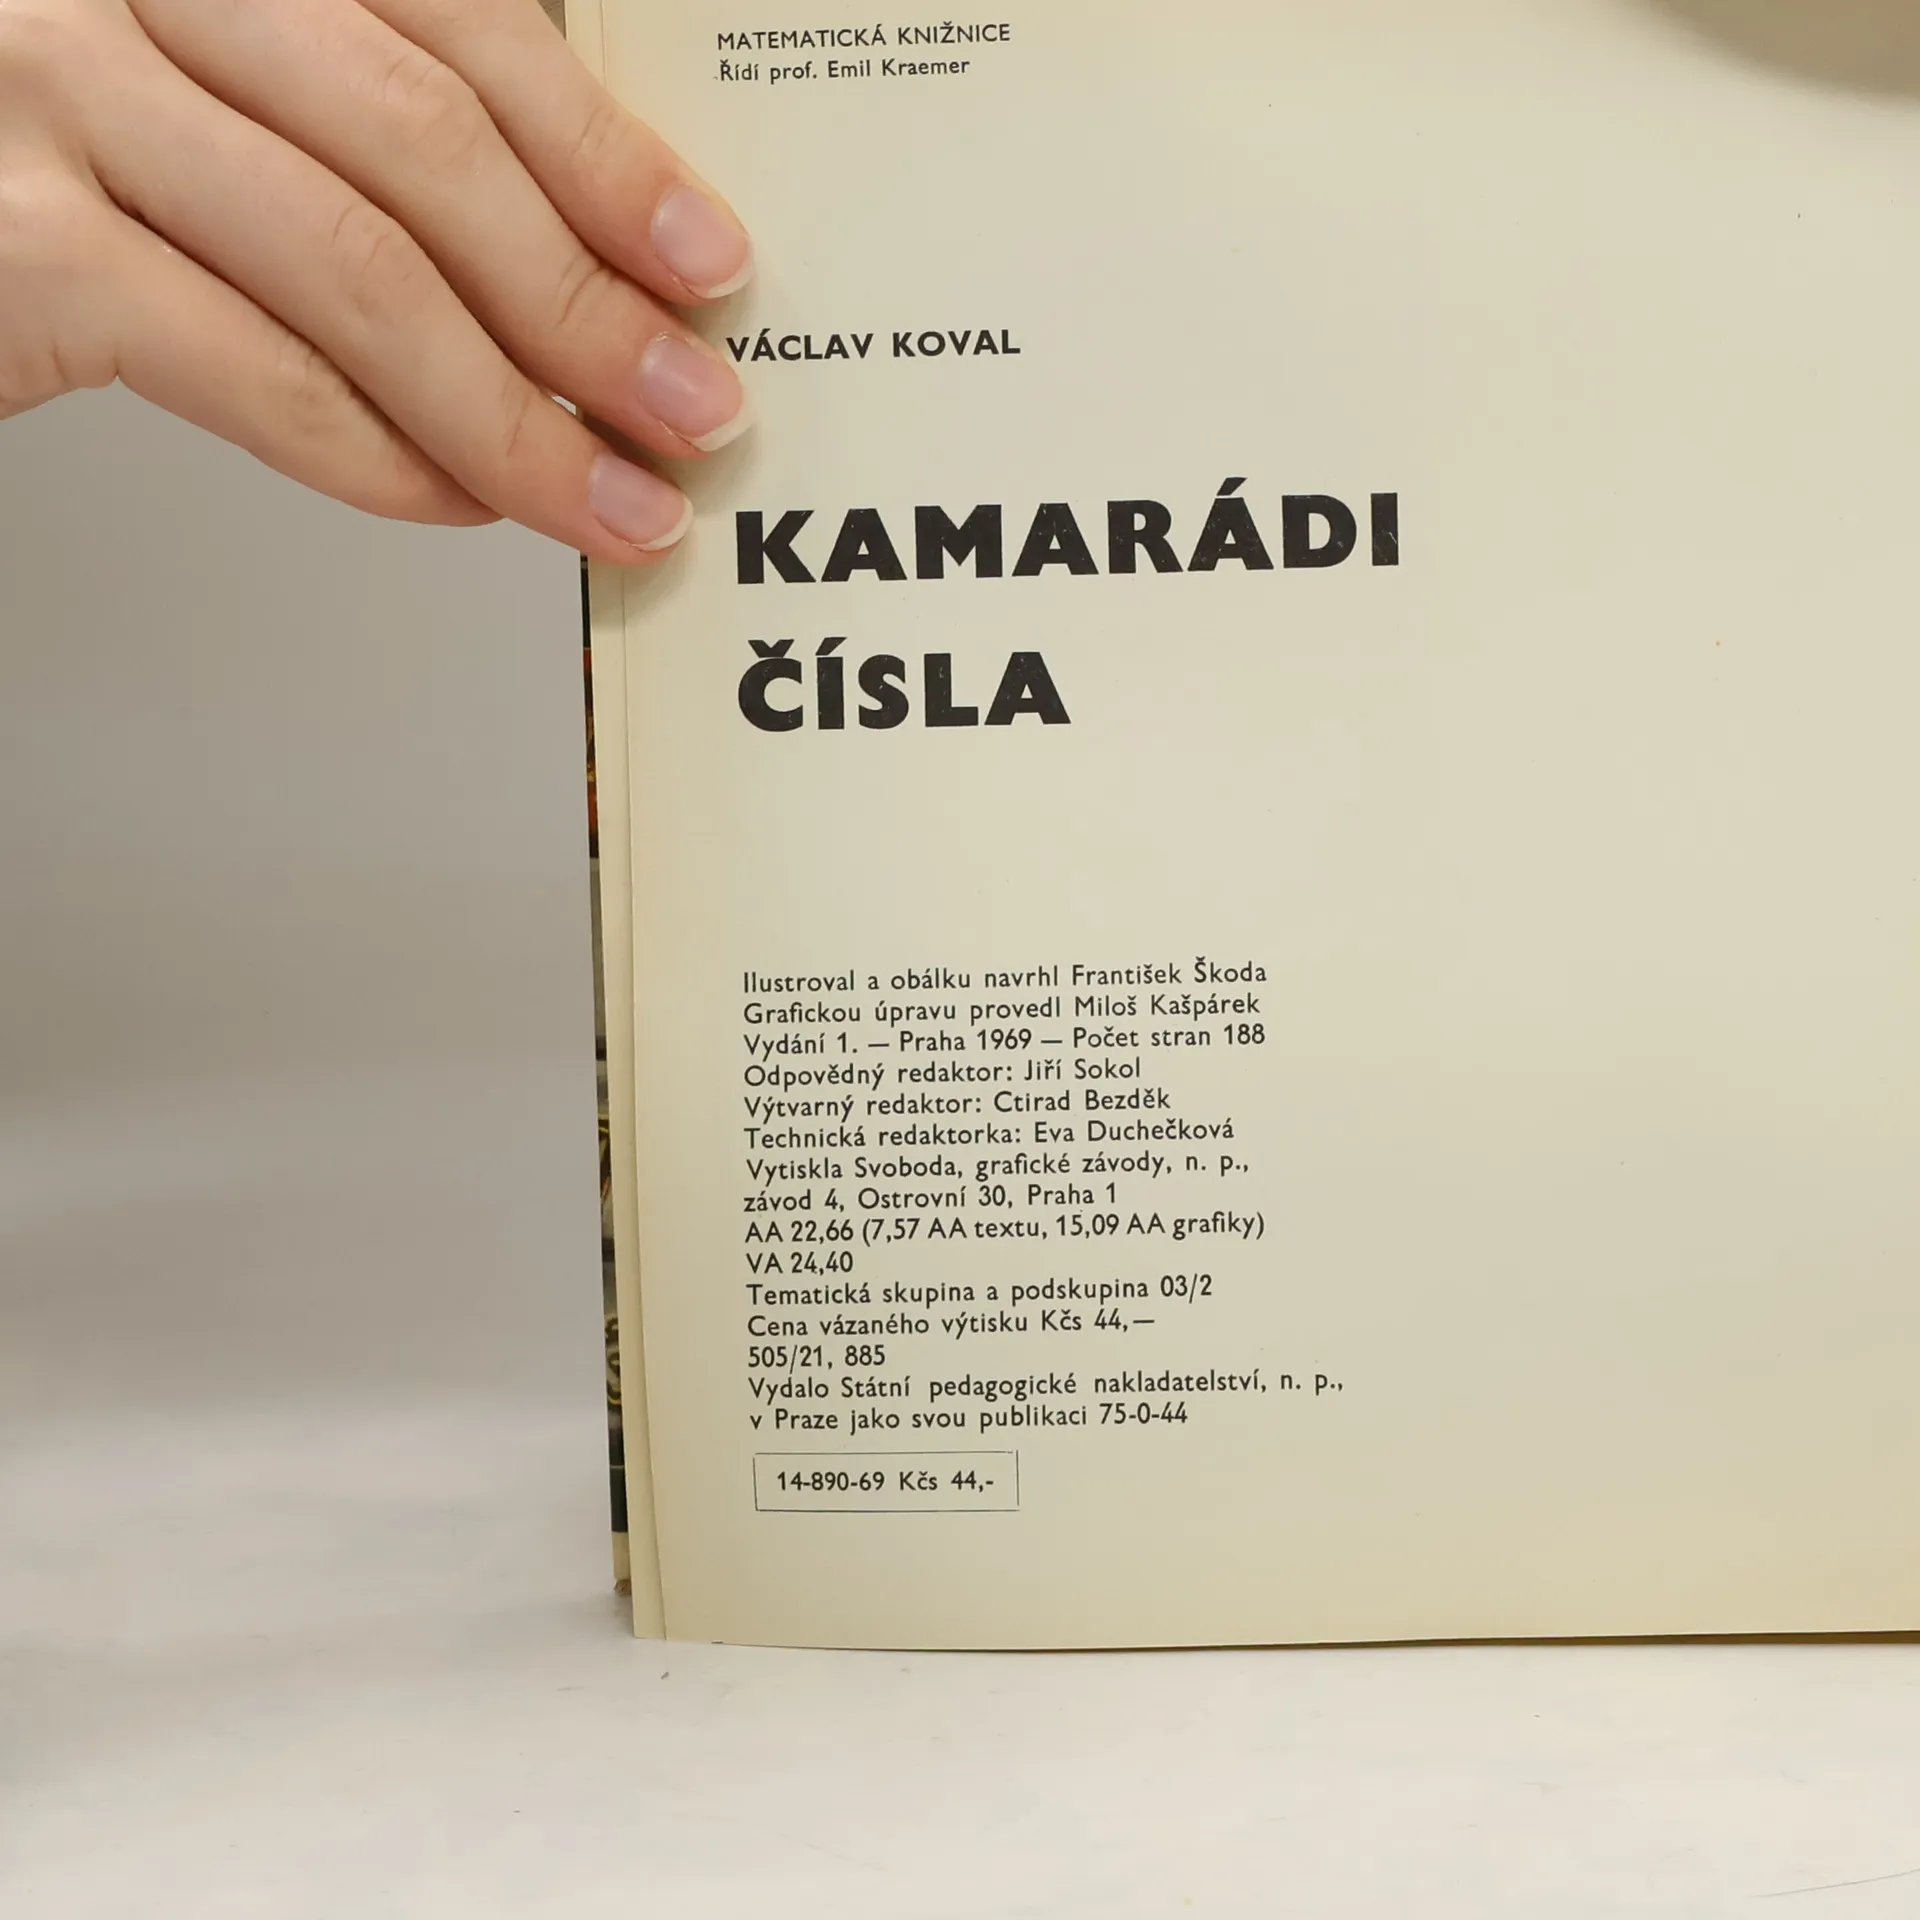 MATEMATICKÁ KNIŽNICE
Řídí prof. Emil Kraemer
VÁCLAV KOVAL
KAMARÁDI
ČÍSLA
Ilustroval a obálku navrhl František Škoda
Grafickou úpravu provedl Miloš Kašpárek
Vydání 1. — Praha 1969 — Počet stran 188
Odpovědný redaktor: Jiří Sokol
Výtvarný redaktor: Ctirad Bezděk
Technická redaktorka: Eva Duchečková
Vytiskla Svoboda, grafické závody, n. p.,
závod 4, Ostrovní 30, Praha 1
AA 22,66 (7,57 AA textu, 15,09 AA grafiky)
VA 24,40
Tematická skupina a podskupina 03/2
Cena vázaného výtisku Kčs 44,—
505/21, 885
Vydalo Státní pedagogické nakladatelství, n. p.,
v Praze jako svou publikaci 75-0-44
14-890-69 Kčs 44,-